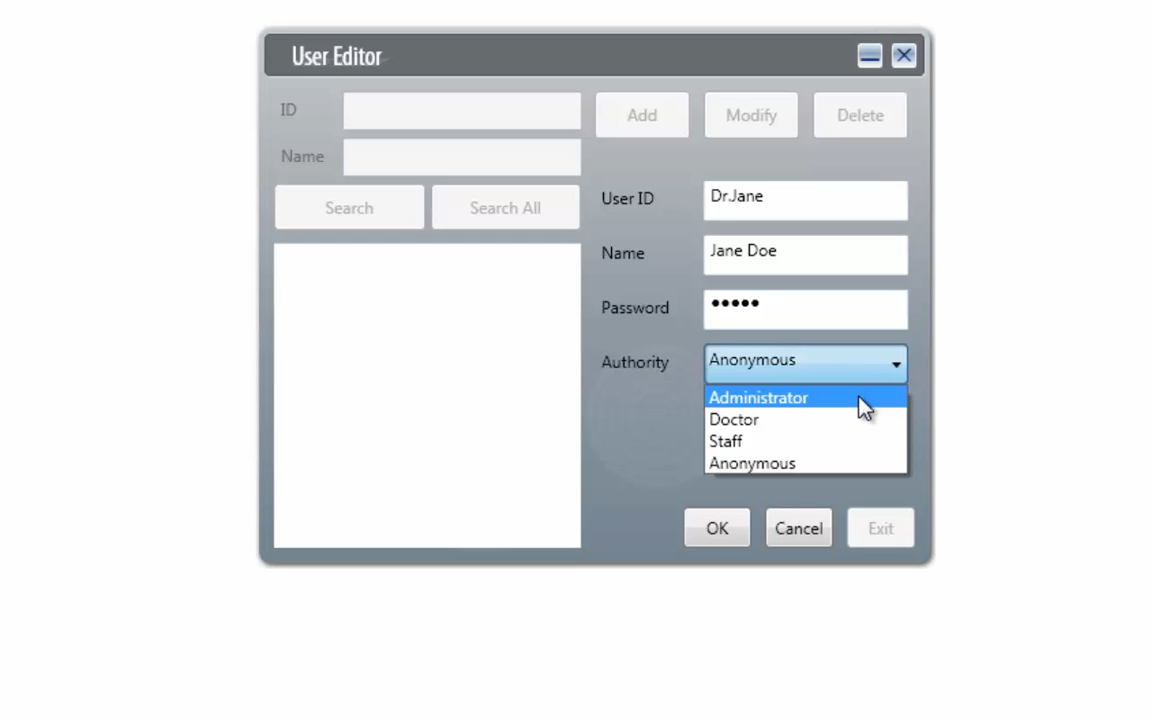 User Editor
ID
Add
Modify
Delete
Name
Search
Search All
User ID
Dr.Jane
Name
Jane Doe
Password
•••••
Authority
Anonymous
Administrator
Doctor
Staff
Anonymous
OK
Cancel
Exit